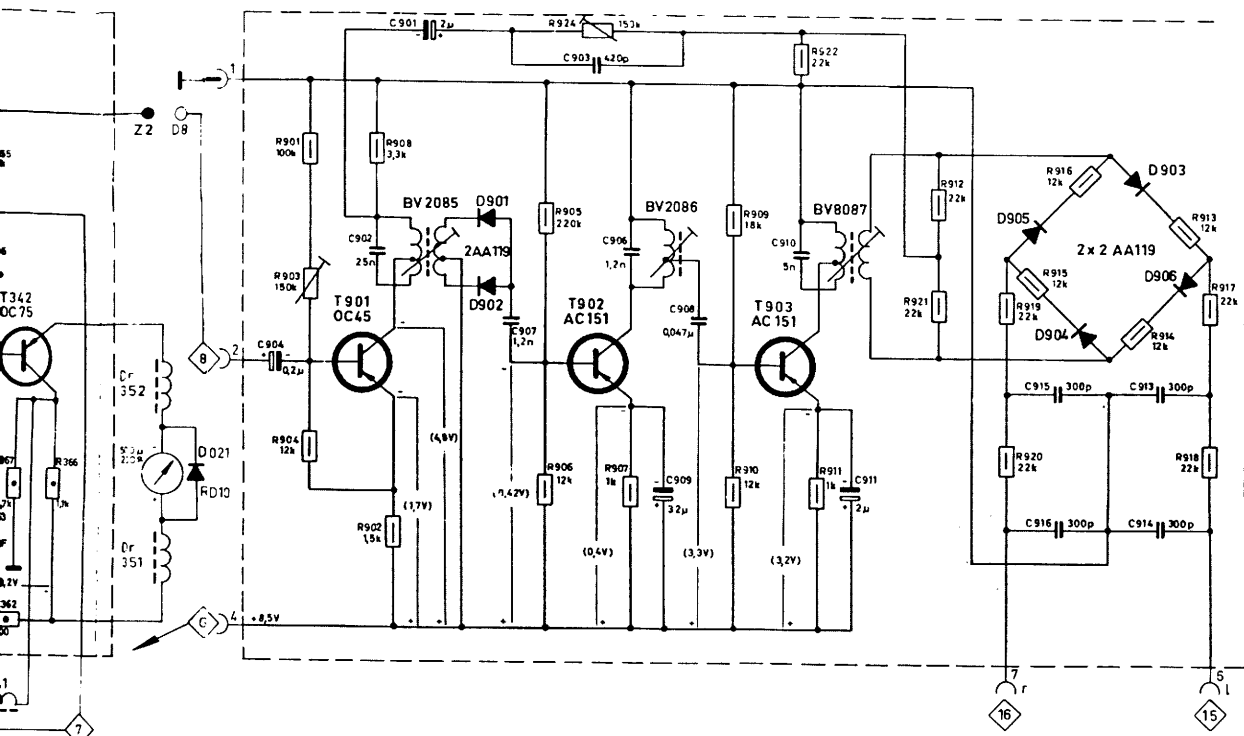 C901
2µ
R924
150k
C903
420p
R922
22k
1
Z2
D8
R901
100k
R908
3,3k
BV2085
D901
2AA119
D902
C902
25n
R903
150k
T901
OC45
C904
0,2µ
8
2
R904
12k
R902
1,5k
(1,7V)
(4,8V)
C907
1,2n
R905
220k
R906
12k
T902
AC151
C906
1,2n
BV2086
C908
0,047µ
R907
1k
C909
32µ
(0,4V)
(3,3V)
R909
18k
R910
12k
T903
AC151
C910
5n
BV8087
R911
1k
C911
2µ
(3,2V)
R912
22k
R921
22k
R916
12k
D903
D905
R913
12k
2x2 AA119
R915
12k
D906
R919
22k
R917
22k
D904
R914
12k
C915
300p
C913
300p
R920
22k
R918
22k
C916
300p
C914
300p
T342
OC75
Dr
352
D021
RD10
R366
Dr
351
G
4
+8,5V
7
7
r
16
5
l
15